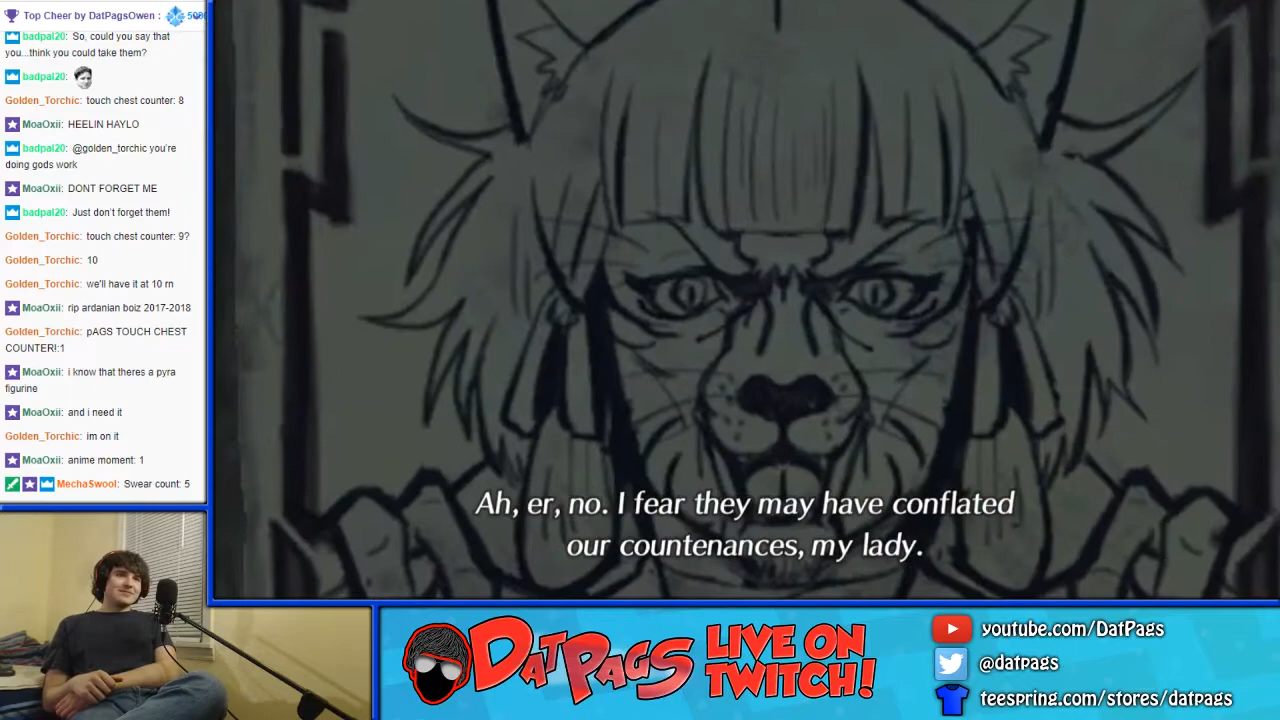 Top Cheer by DatPagsOwen :
badpal20: So, could you say that
you...think you could take them?
badpal20:
Golden_Torchic: touch chest counter: 8
MoaOxii: HEELIN HAYLO
badpal20: @golden_torchic you're
doing gods work
MoaOxii: DONT FORGET ME
badpal20: Just don't forget them!
Golden_Torchic: touch chest counter: 9?
Golden_Torchic: 10
Golden_Torchic: we'll have it at 10 rn
MoaOxii: rip ardanian boiz 2017-2018
Golden_Torchic: pAGS TOUCH CHEST
COUNTER!:1
MoaOxii: i know that theres a pyra
figurine
MoaOxii: and i need it
Golden_Torchic: im on it
MoaOxii: anime moment: 1
MechaSwool: Swear count: 5
Ah, er, no. I fear they may have conflated
our countenances, my lady.
DATPAGS LIVE ON
TWITCH!
youtube.com/DatPags
@datpags
teespring.com/stores/datpags